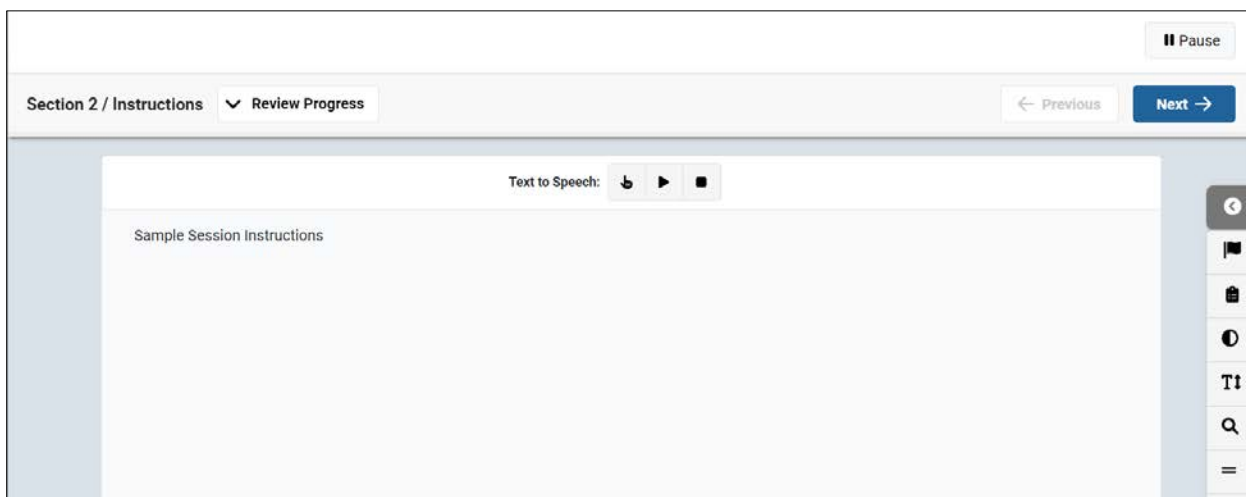 Pause
Section 2 / Instructions
Review Progress
Previous
Next
Text to Speech:
Sample Session Instructions